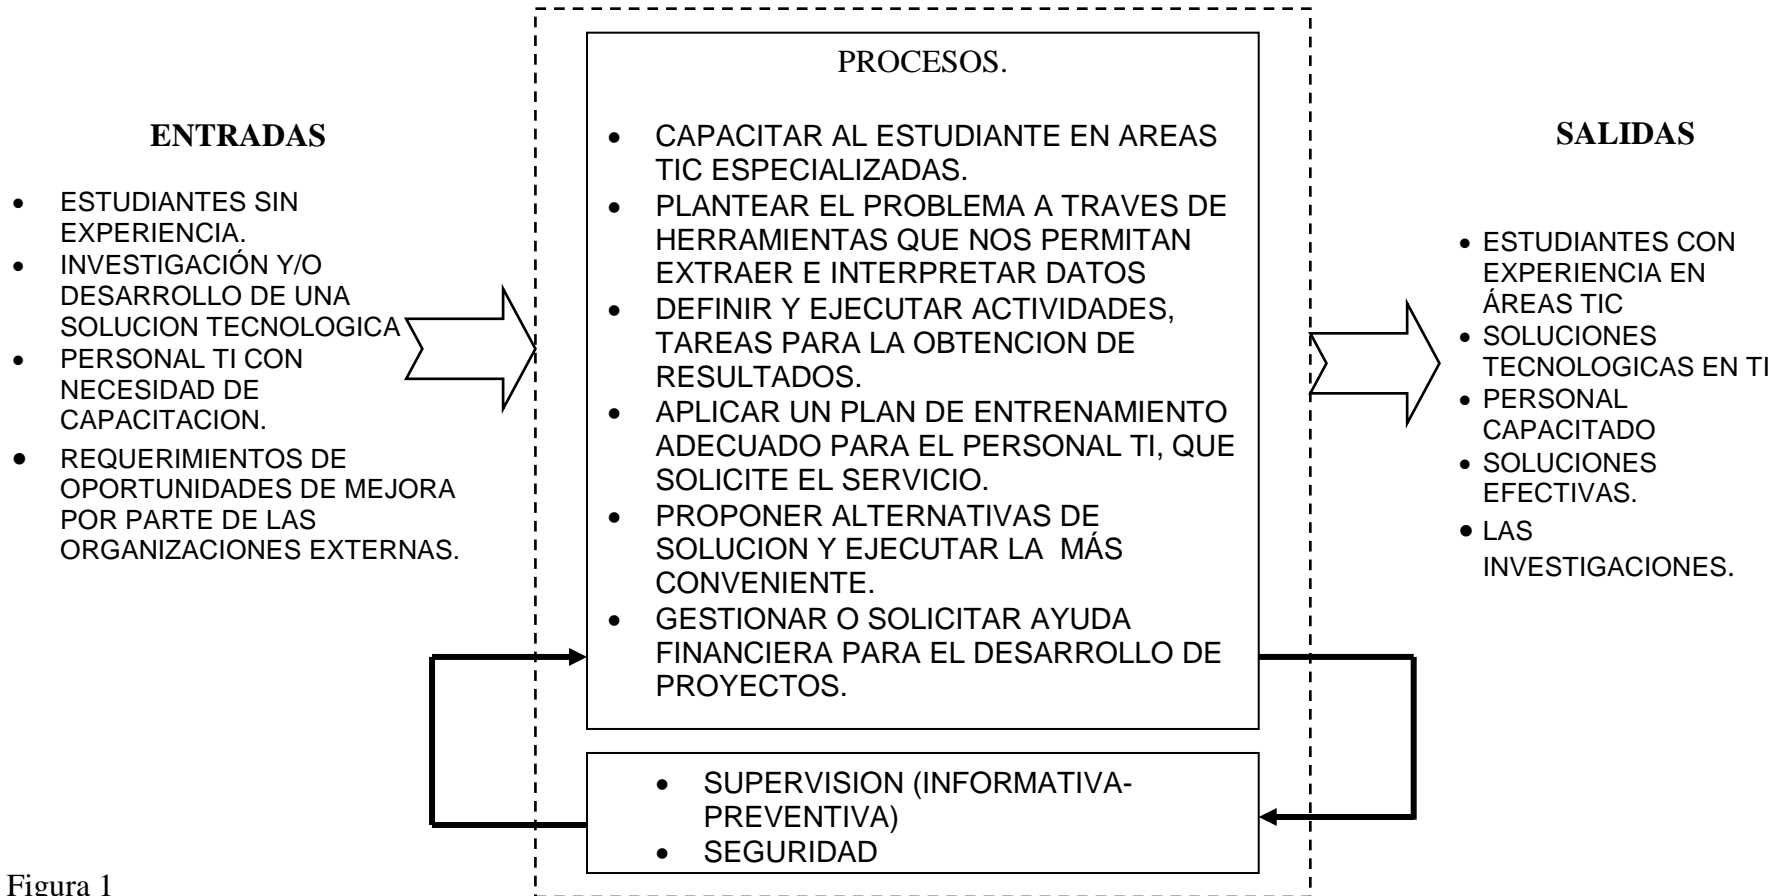 ENTRADAS
• ESTUDIANTES SIN
EXPERIENCIA.
• INVESTIGACIÓN Y/O
DESARROLLO DE UNA
SOLUCION TECNOLOGICA
• PERSONAL TI CON
NECESIDAD DE
CAPACITACION.
• REQUERIMIENTOS DE
OPORTUNIDADES DE MEJORA
POR PARTE DE LAS
ORGANIZACIONES EXTERNAS.
PROCESOS.
• CAPACITAR AL ESTUDIANTE EN AREAS
TIC ESPECIALIZADAS.
• PLANTEAR EL PROBLEMA A TRAVES DE
HERRAMIENTAS QUE NOS PERMITAN
EXTRAER E INTERPRETAR DATOS
• DEFINIR Y EJECUTAR ACTIVIDADES,
TAREAS PARA LA OBTENCION DE
RESULTADOS.
• APLICAR UN PLAN DE ENTRENAMIENTO
ADECUADO PARA EL PERSONAL TI, QUE
SOLICITE EL SERVICIO.
• PROPONER ALTERNATIVAS DE
SOLUCION Y EJECUTAR LA MÁS
CONVENIENTE.
• GESTIONAR O SOLICITAR AYUDA
FINANCIERA PARA EL DESARROLLO DE
PROYECTOS.
• SUPERVISION (INFORMATIVA-
PREVENTIVA)
• SEGURIDAD
SALIDAS
• ESTUDIANTES CON
EXPERIENCIA EN
ÁREAS TIC
• SOLUCIONES
TECNOLOGICAS EN TI
• PERSONAL
CAPACITADO
• SOLUCIONES
EFECTIVAS.
• LAS
INVESTIGACIONES.
Figura 1